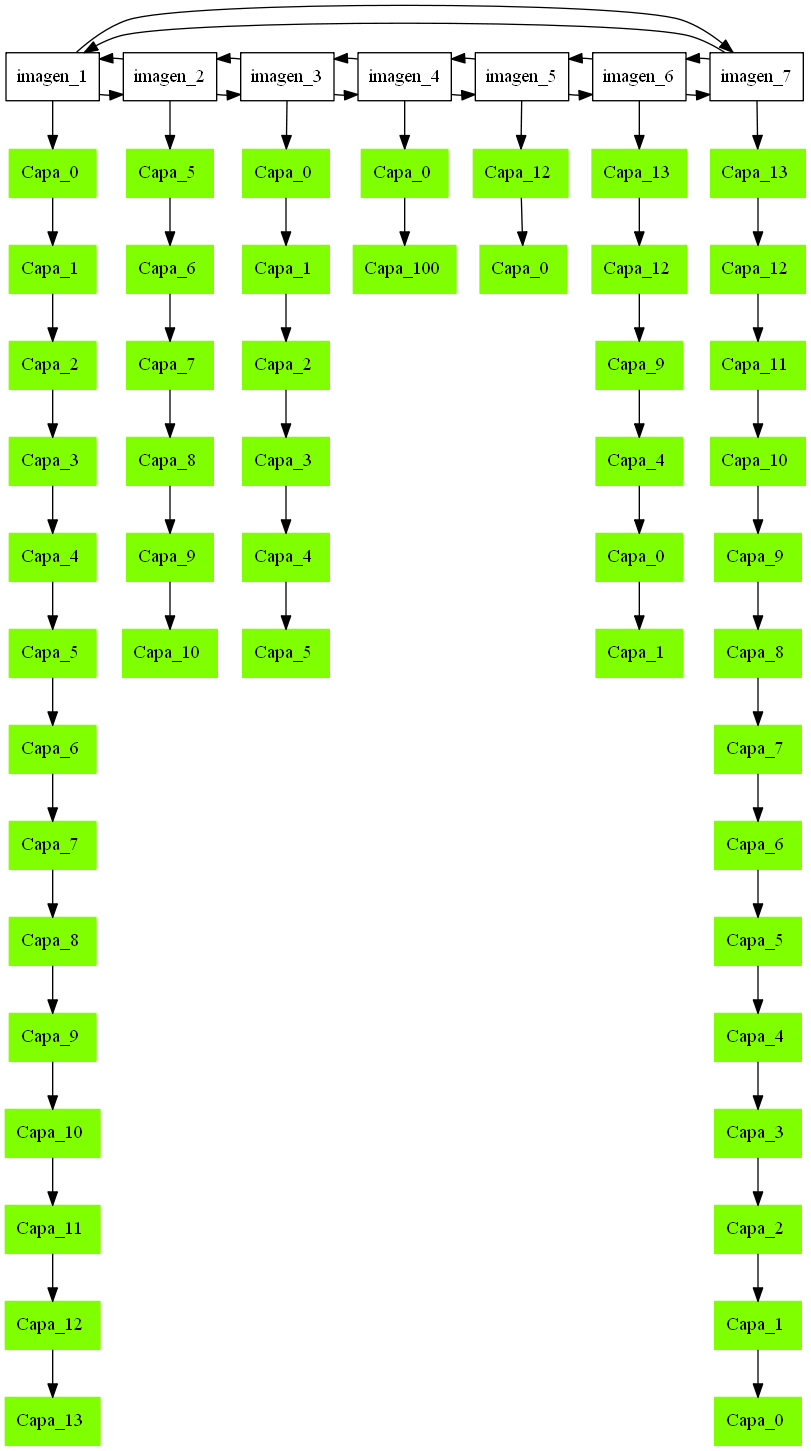 imagen_1 imagen_2 imagen_3 imagen_4 imagen_5 imagen_6 imagen_7
Capa_0 Capa_5 Capa_0 Capa_0 Capa_12 Capa_13 Capa_13
Capa_1 Capa_6 Capa_1 Capa_100 Capa_0 Capa_12 Capa_12
Capa_2 Capa_7 Capa_2 Capa_9 Capa_11
Capa_3 Capa_8 Capa_3 Capa_4 Capa_10
Capa_4 Capa_9 Capa_4 Capa_0 Capa_9
Capa_5 Capa_10 Capa_5 Capa_1 Capa_8
Capa_6 Capa_7
Capa_7 Capa_6
Capa_8 Capa_5
Capa_9 Capa_4
Capa_10 Capa_3
Capa_11 Capa_2
Capa_12 Capa_1
Capa_13 Capa_0